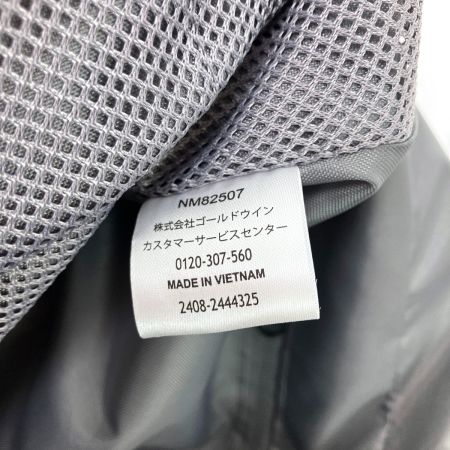 NM82507
株式会社ゴールドウイン
カスタマーサービスセンター
0120-307-560
MADE IN VIETNAM
2408-2444325